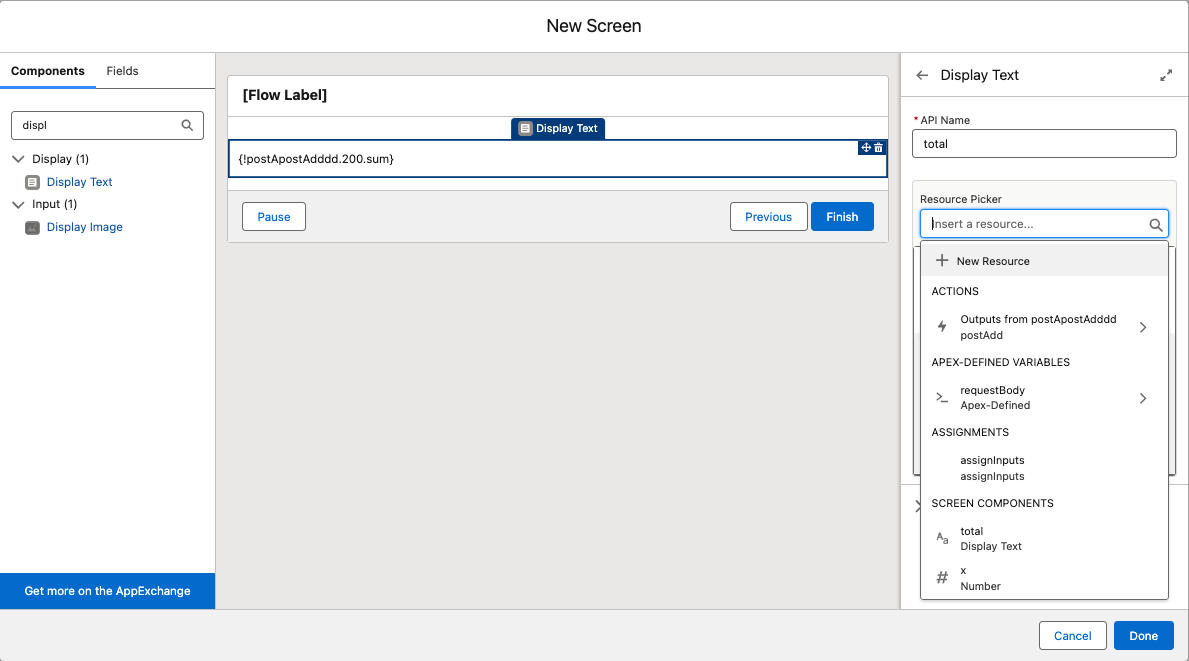 New Screen
Components
Fields
displ
Display (1)
Display Text
Input (1)
Display Image
Get more on the AppExchange
[Flow Label]
Display Text
{!postApostAdddd.200.sum}
Pause
Previous
Finish
Display Text
* API Name
total
Resource Picker
Insert a resource...
New Resource
ACTIONS
Outputs from postApostAdddd
postAdd
APEX-DEFINED VARIABLES
requestBody
Apex-Defined
ASSIGNMENTS
assignInputs
assignInputs
SCREEN COMPONENTS
Aa
total
Display Text
#
x
Number
Cancel
Done